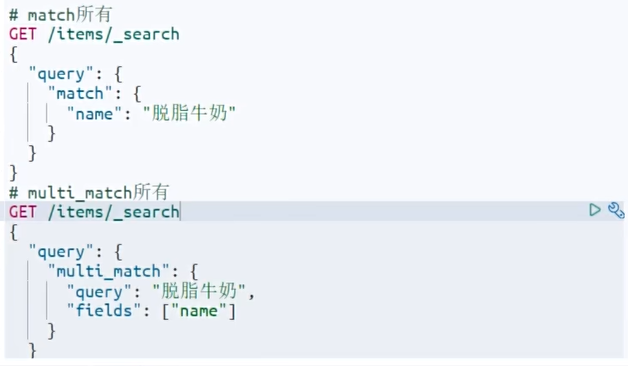 # match所有
GET /items/_search
{
  "query": {
    "match": {
      "name": "脱脂牛奶"
    }
  }
}
# multi_match所有
GET /items/_search
{
  "query": {
    "multi_match": {
      "query": "脱脂牛奶",
      "fields": ["name"]
    }
  }